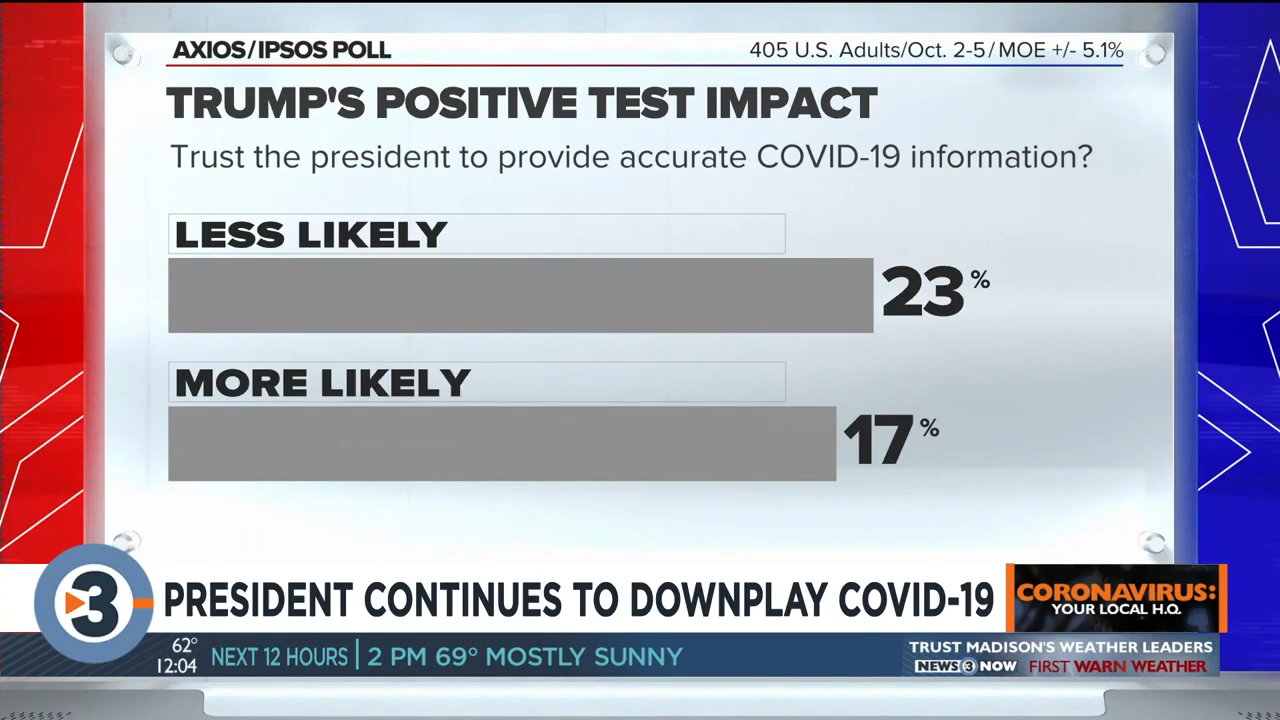 AXIOS/IPSOS POLL
405 U.S. Adults/Oct. 2-5/MOE +/- 5.1%
TRUMP'S POSITIVE TEST IMPACT
Trust the president to provide accurate COVID-19 information?
LESS LIKELY
23%
MORE LIKELY
17%
3
PRESIDENT CONTINUES TO DOWNPLAY COVID-19
CORONAVIRUS:
YOUR LOCAL H.Q.
62°
12:04
NEXT 12 HOURS
2 PM 69° MOSTLY SUNNY
TRUST MADISON'S WEATHER LEADERS
NEWS 3 NOW FIRST WARN WEATHER